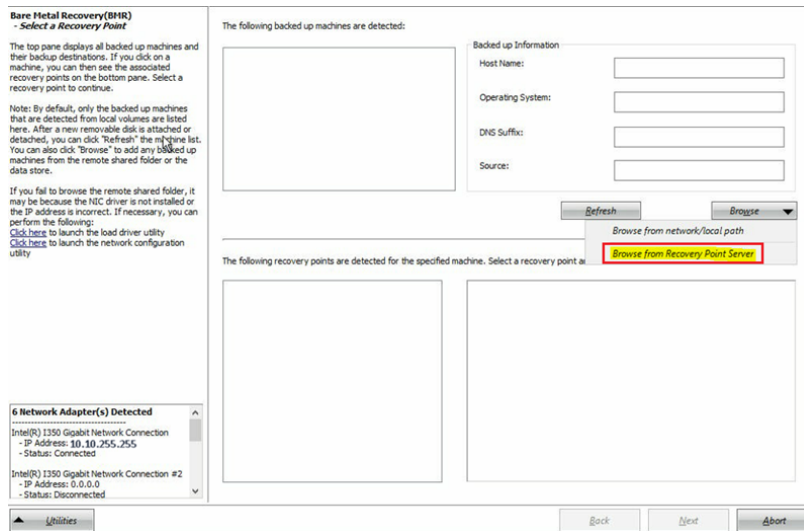 Bare Metal Recovery(BMR)
- Select a Recovery Point
The top pane displays all backed up machines and
their backup destinations. If you click on a
machine, you can then see the associated
recovery points on the bottom pane. Select a
recovery point to continue.
Note: By default, only the backed up machines
that are detected from local volumes are listed
here. After a new removable disk is attached or
detached, you can click "Refresh" the machine list.
You can also click "Browse" to add any backed up
machines from the remote shared folder or the
data store.
If you fail to browse the remote shared folder, it
may be because the NIC driver is not installed or
the IP address is incorrect. If necessary, you can
perform the following:
Click here to launch the load driver utility
Click here to launch the network configuration
utility
6 Network Adapter(s) Detected
--------------------------------
Intel(R) I350 Gigabit Network Connection
- IP Address: 10.10.255.255
- Status: Connected
Intel(R) I350 Gigabit Network Connection #2
- IP Address: 0.0.0.0
- Status: Disconnected
The following backed up machines are detected:
Backed up Information
Host Name:
Operating System:
DNS Suffix:
Source:
Refresh
Browse
Browse from network/local path
Browse from Recovery Point Server
The following recovery points are detected for the specified machine. Select a recovery point
Utilities
Back
Next
Abort